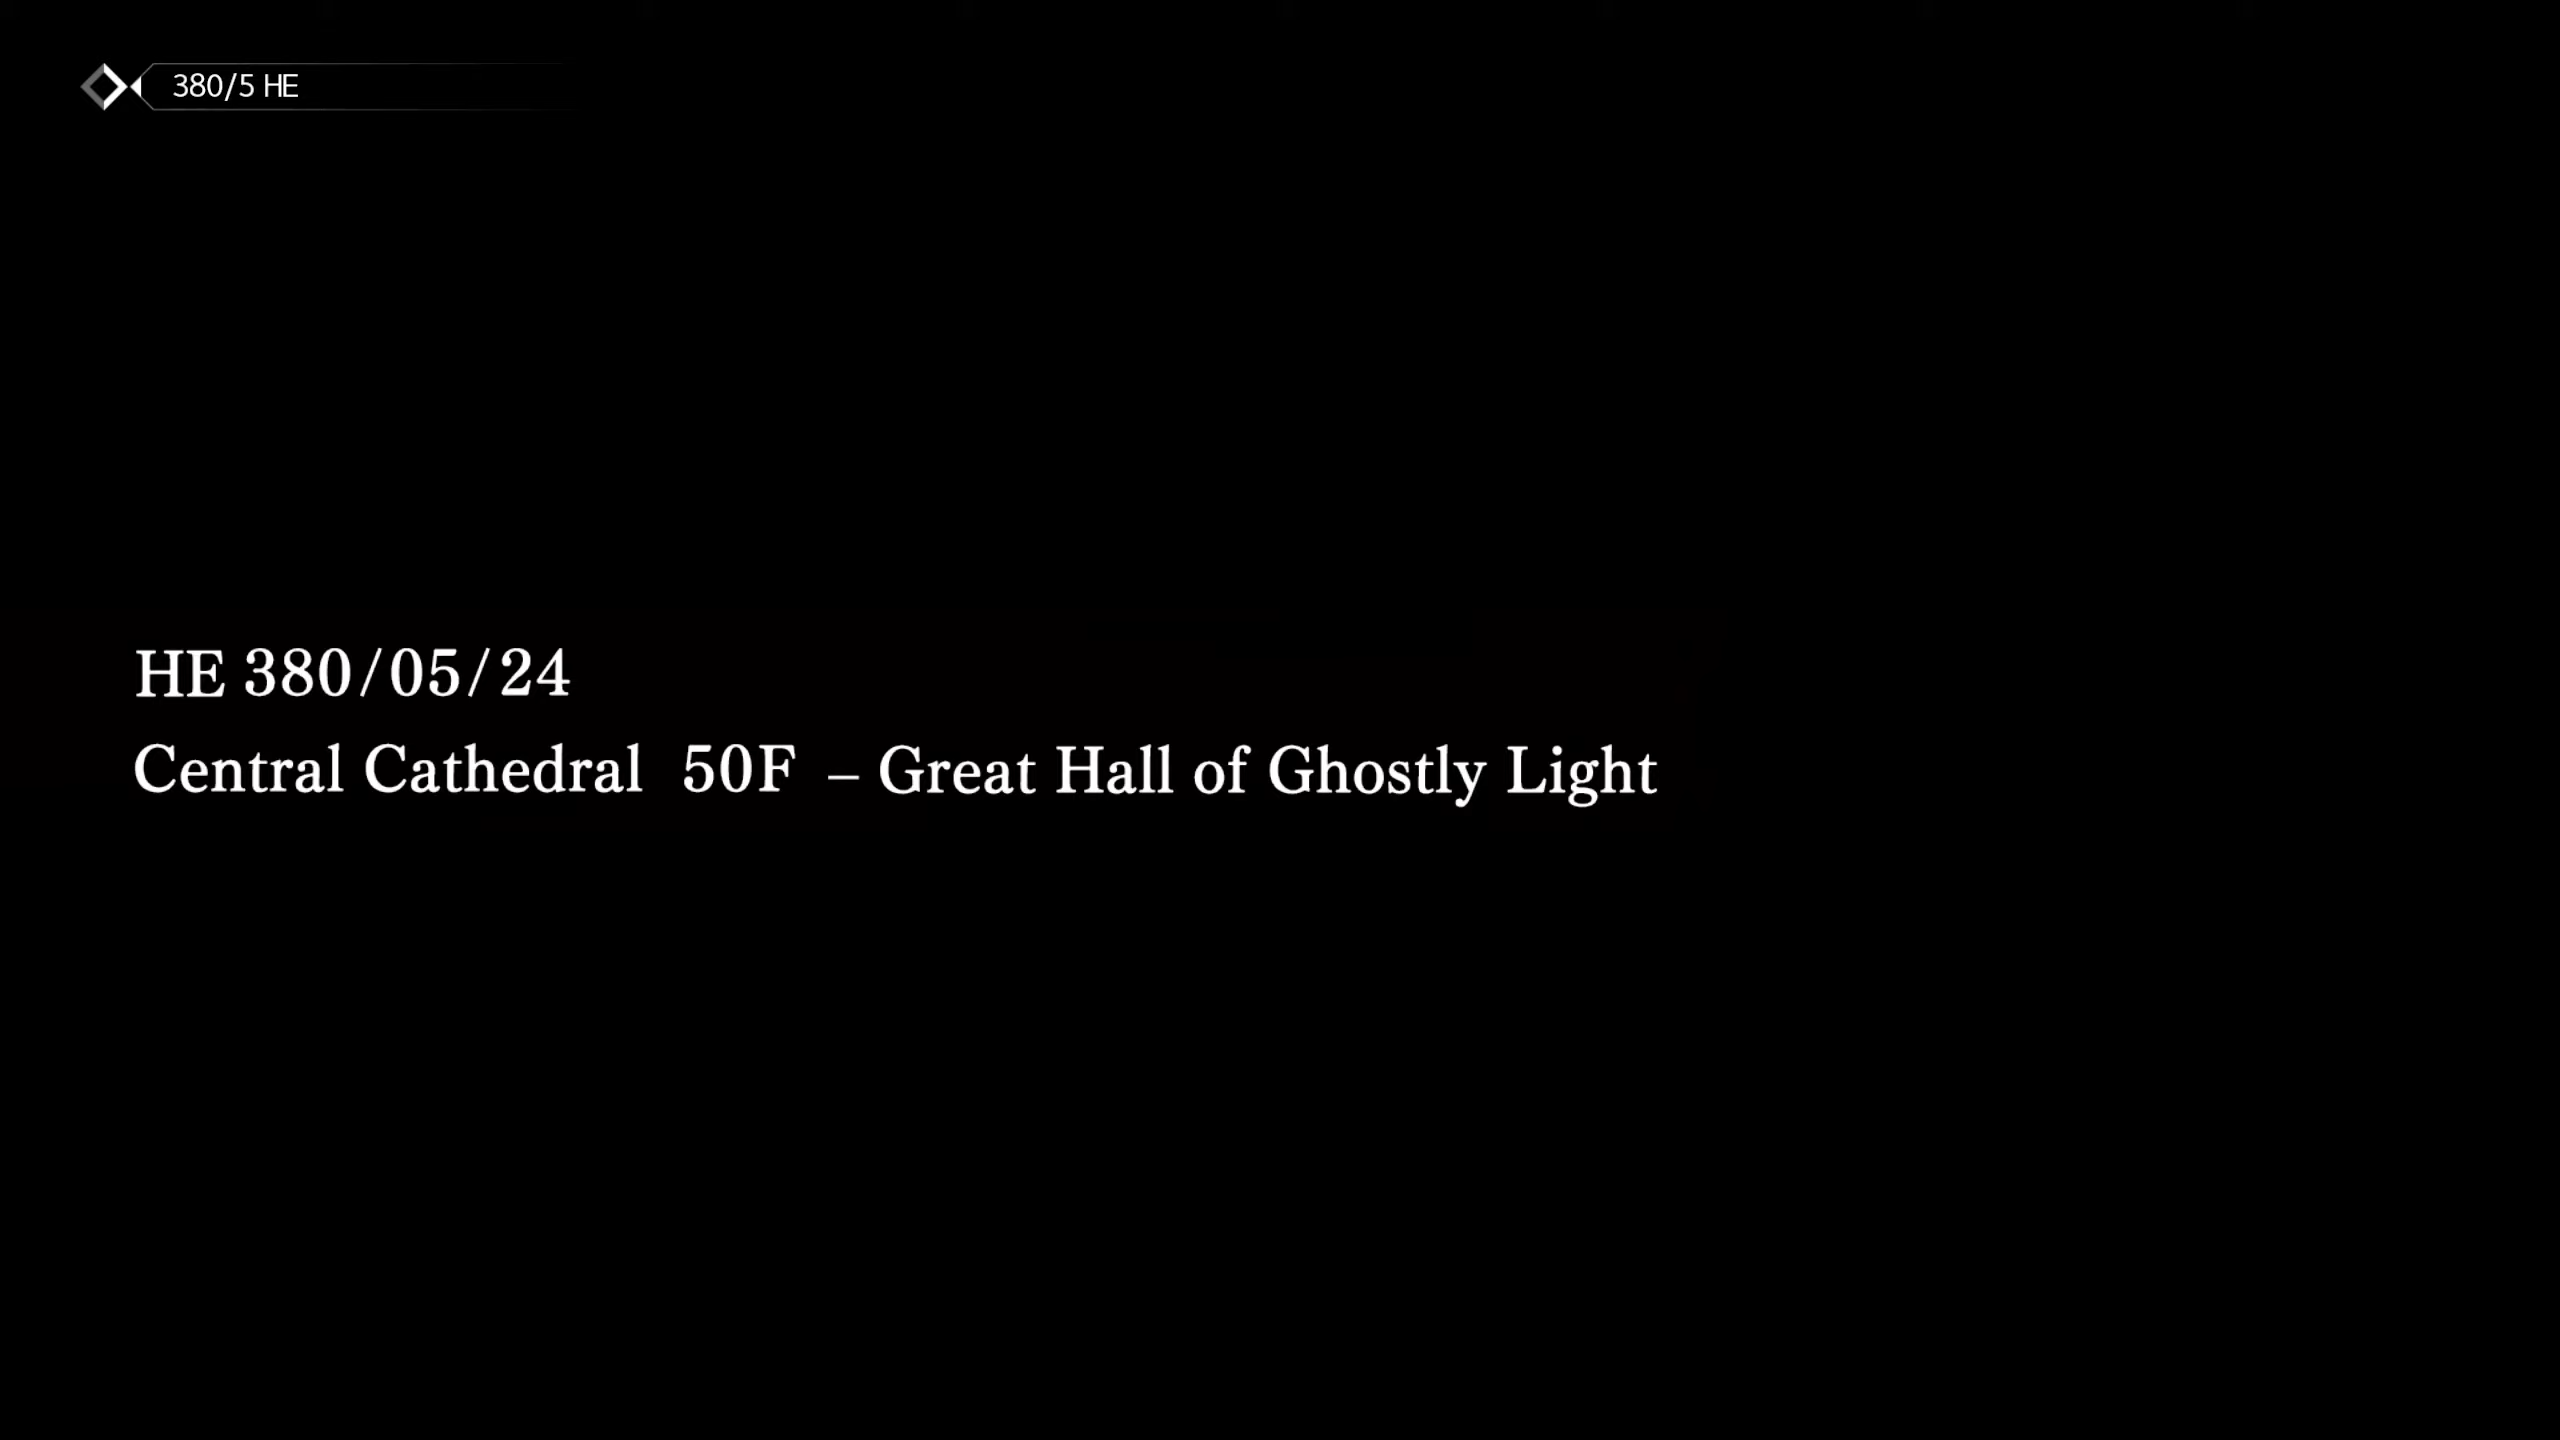 380/5 HE
HE 380/05/24
Central Cathedral 50F – Great Hall of Ghostly Light